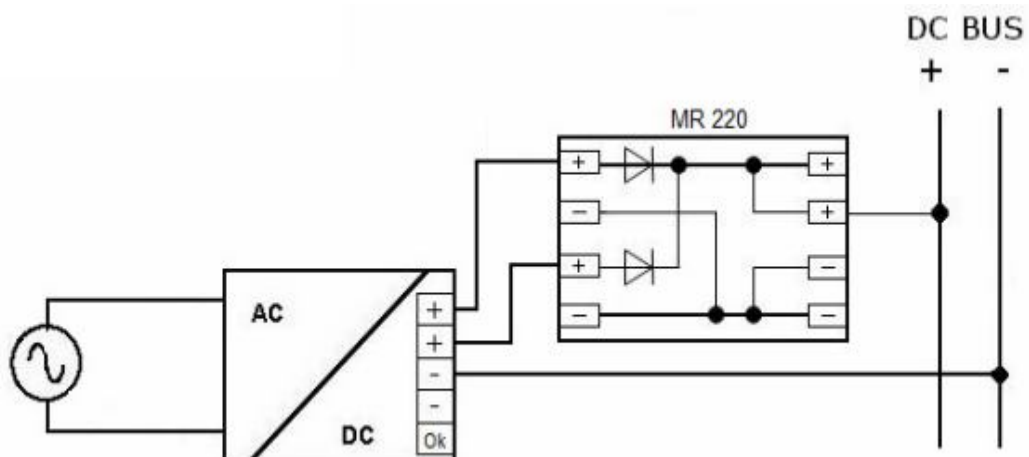 DC BUS
+ -
MR 220
+ +
- +
+ -
- -
AC
+
+
-
-
DC Ok